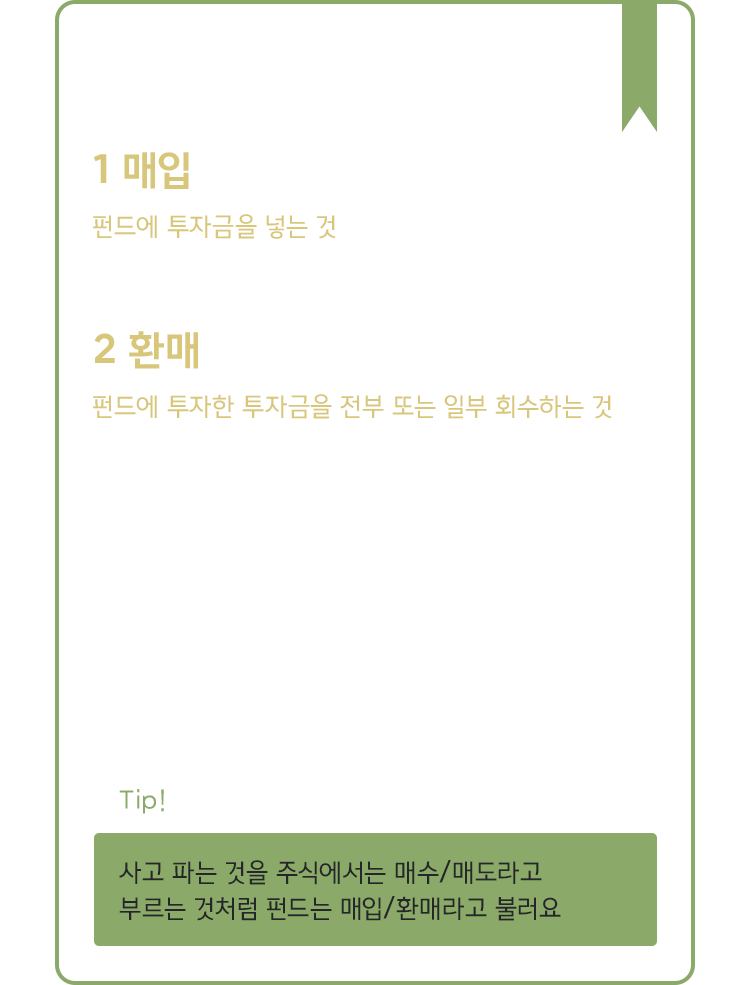 1 매입
펀드에 투자금을 넣는 것
2 환매
펀드에 투자한 투자금을 전부 또는 일부 회수하는 것
Tip!
사고 파는 것을 주식에서는 매수/매도라고
부르는 것처럼 펀드는 매입/환매라고 불러요